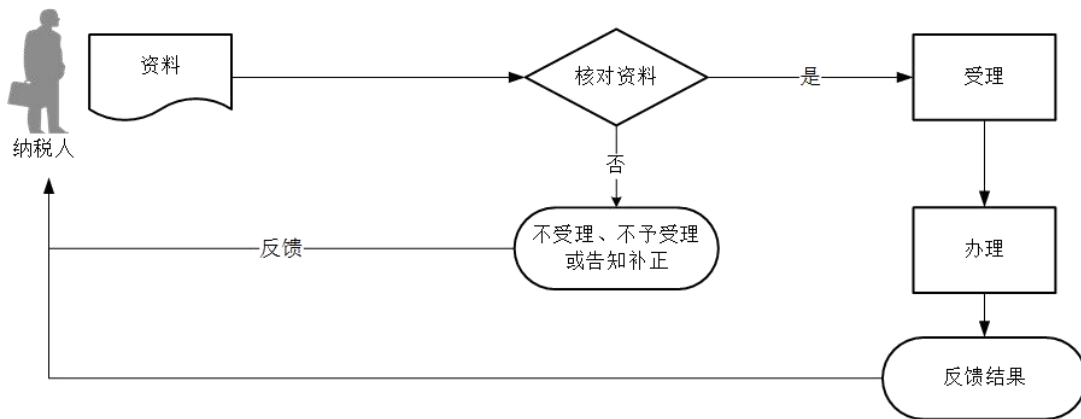 资料
核对资料
是
受理
纳税人
否
不受理、不予受理
或告知补正
反馈
办理
反馈结果